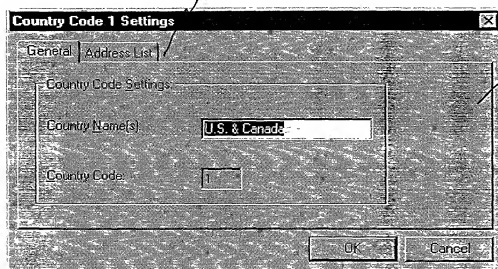 Country Code 1 Settings
General Address List
Country Code Settings
Country Name(s)
U.S. & Canada
Country Code:
1
OK Cancel